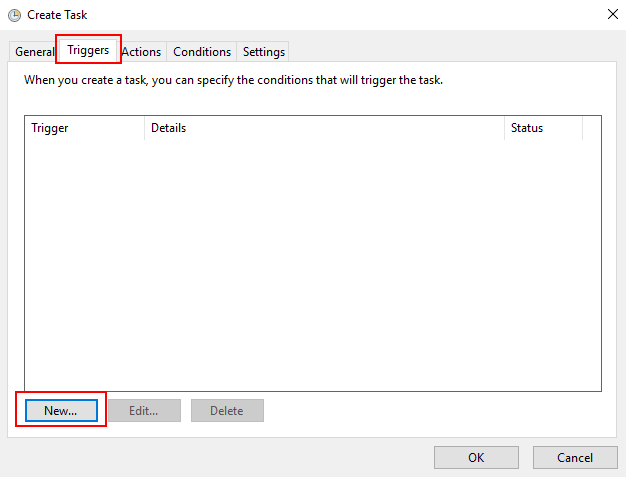 Create Task
General Triggers Actions Conditions Settings
When you create a task, you can specify the conditions that will trigger the task.
Trigger Details Status
New... Edit... Delete
OK Cancel